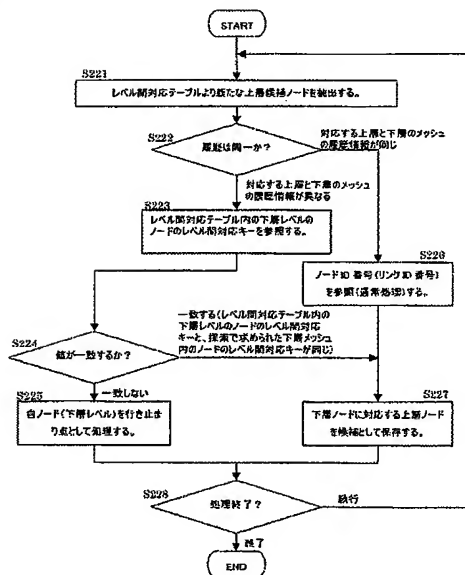 START
S221
レベル間対応テーブルより新たな上層候補ノードを検出する。
S222
履歴は同一か?
対応する上層と下層のメッシュ
の履歴情報が同じ
対応する上層と下層のメッシュ
の履歴情報が異なる
S223
レベル間対応テーブル内の下層レベルの
ノードのレベル間対応キーを参照する。
S226
ノードID番号(リンクID番号)
を参照(通常処理)する。
一致する(レベル間対応テーブル内の
下層レベルのノードのレベル間対応
キーと、探索で求められた下層メッシュ
内のノードのレベル間対応キーが同じ)
S224
値が一致するか?
一致しない
S225
自ノード(下層レベル)を行き止ま
り点として処理する。
S227
下層ノードに対応する上層ノード
を候補として保存する。
S228
処理終了?
続行
終了
END